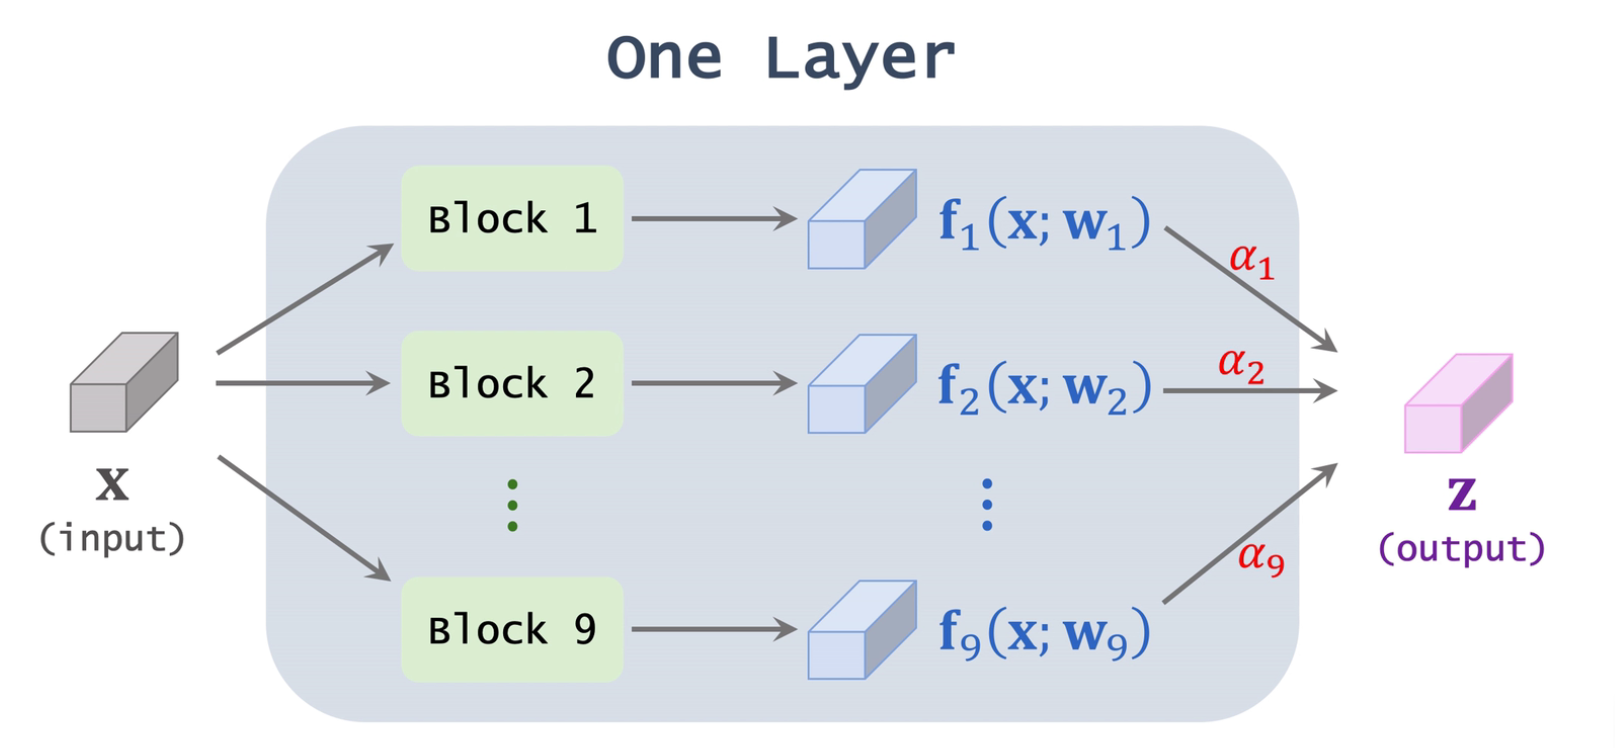 One Layer
Block 1
f₁(x; w₁)
α₁
Block 2
f₂(x; w₂)
α₂
x
(input)
z
(output)
Block 9
f₉(x; w₉)
α₉